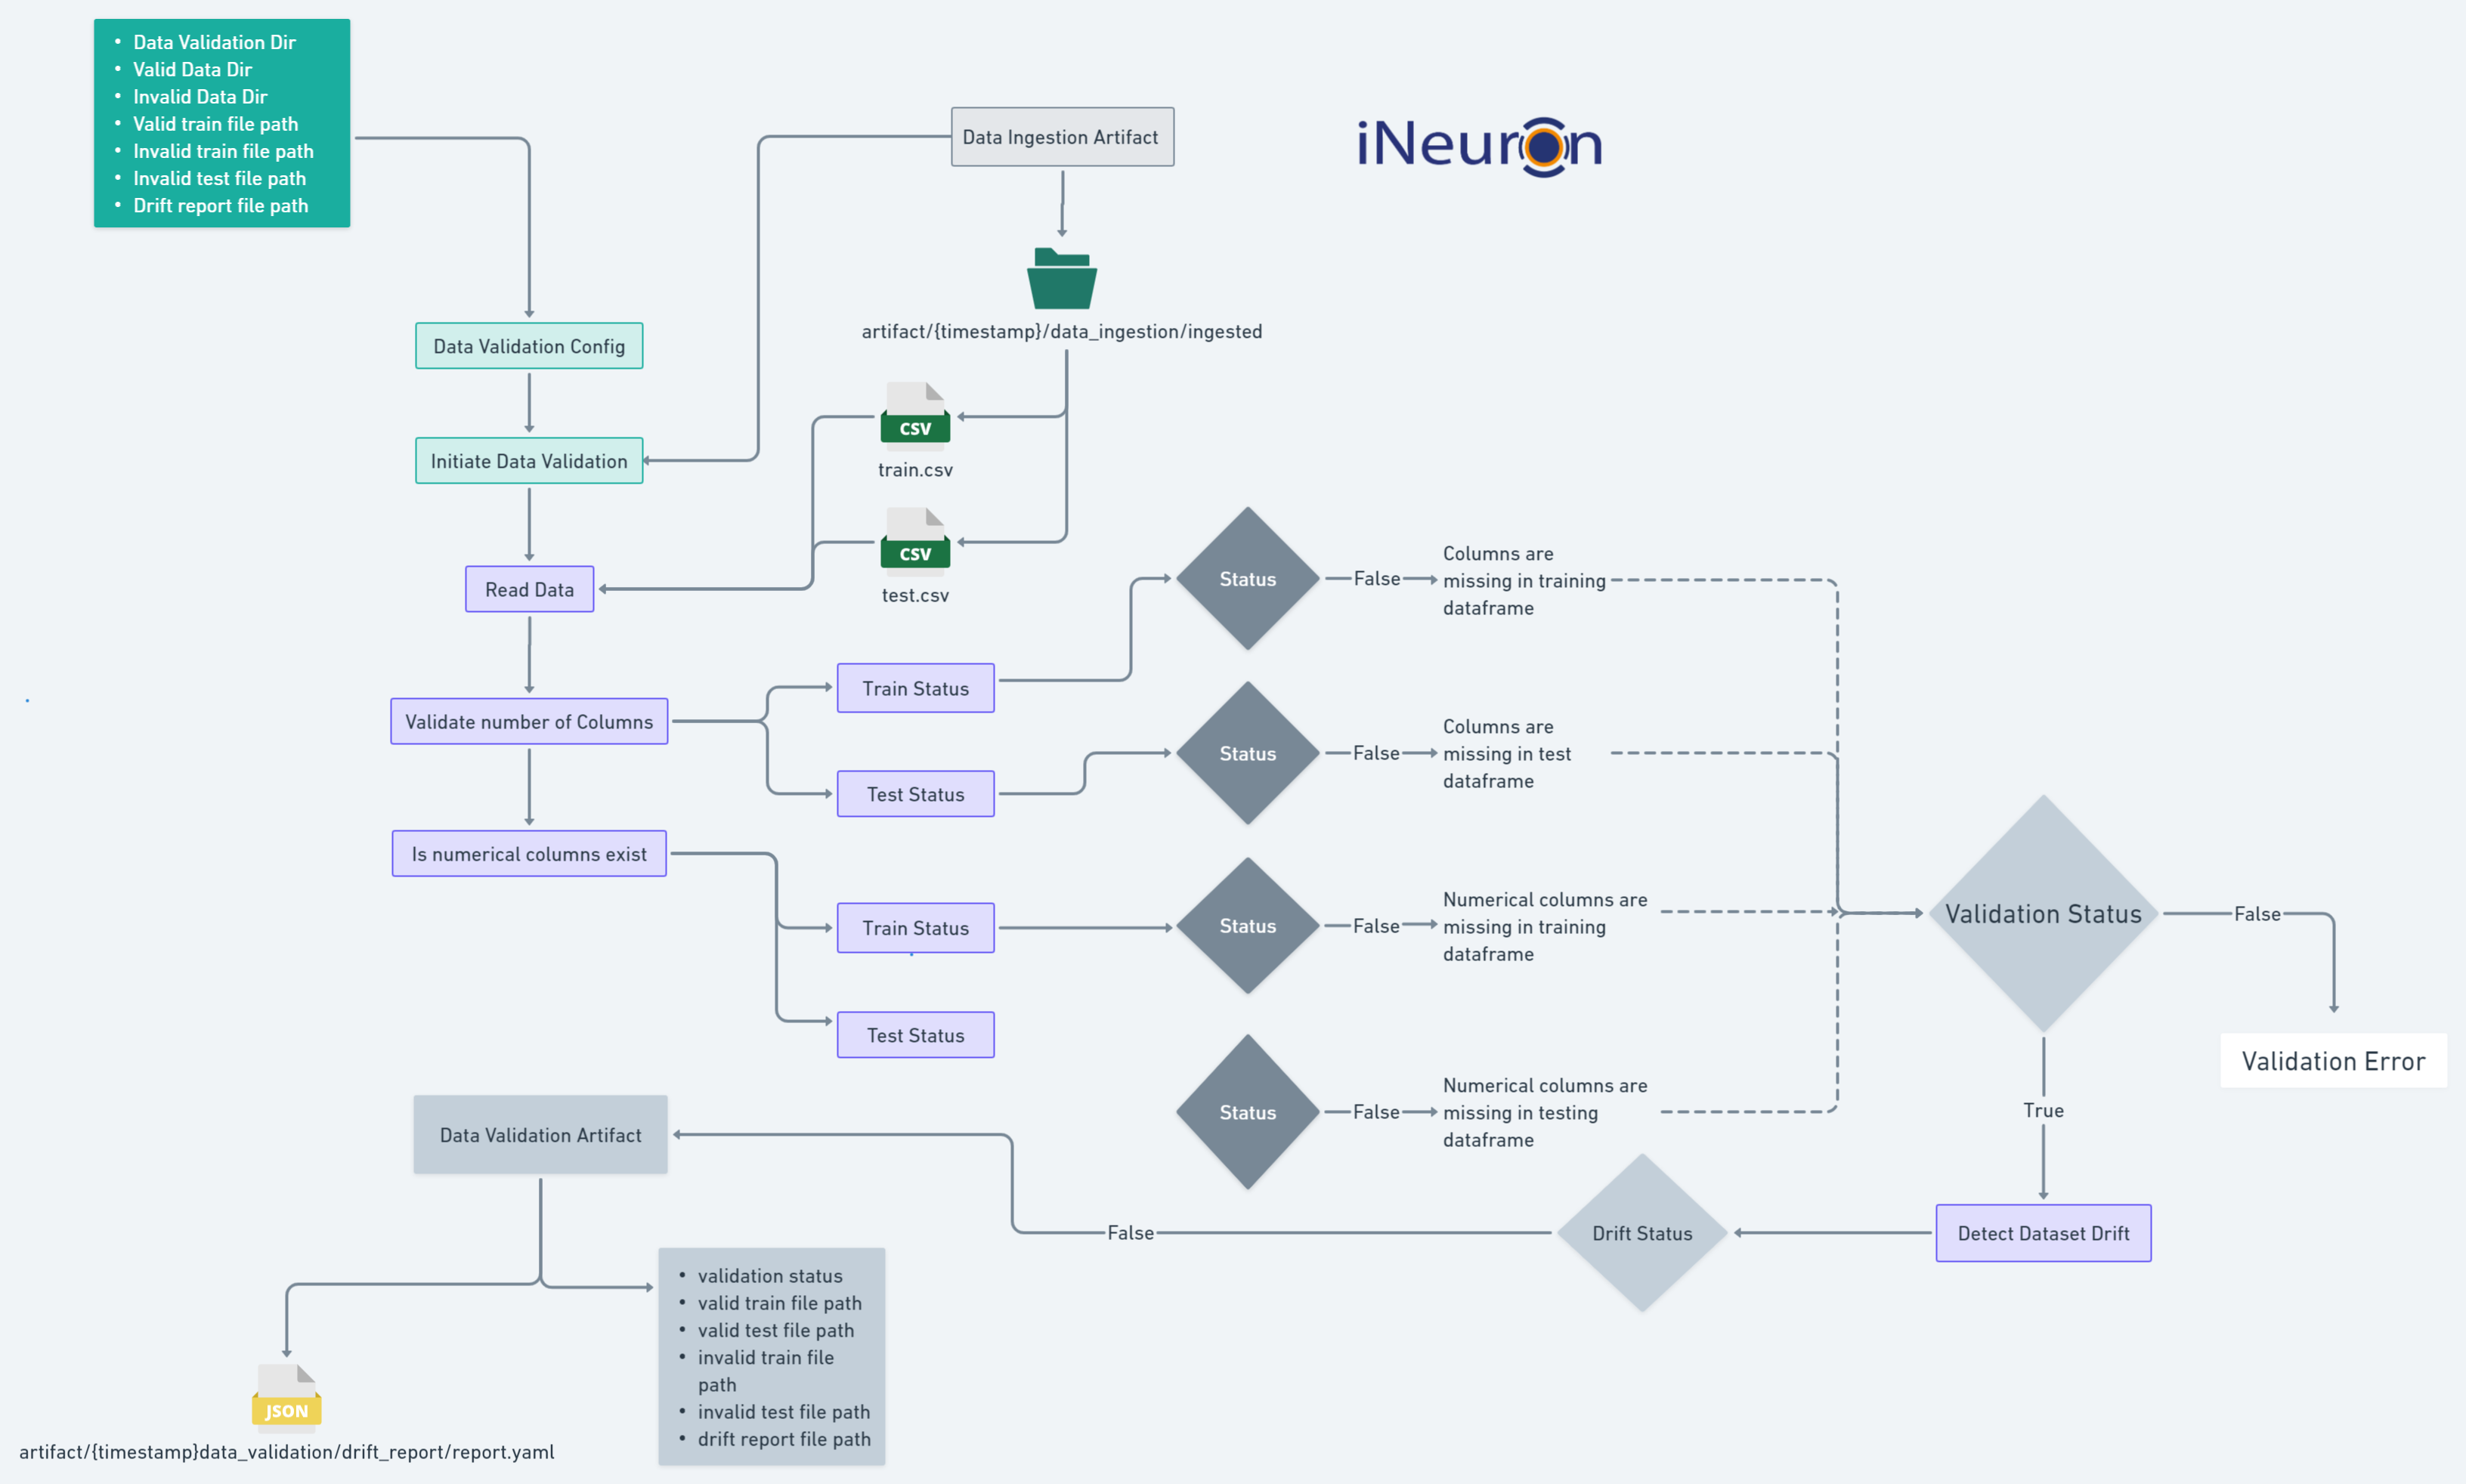 Data Validation Dir
Valid Data Dir
Invalid Data Dir
Valid train file path
Invalid train file path
Invalid test file path
Drift report file path
Data Ingestion Artifact
iNeuron
artifact/{timestamp}/data_ingestion/ingested
Data Validation Config
CSV
train.csv
Initiate Data Validation
CSV
test.csv
Read Data
Status
False
Columns are
missing in training
dataframe
Validate number of Columns
Train Status
Test Status
Status
False
Columns are
missing in test
dataframe
Is numerical columns exist
Train Status
Test Status
Status
False
Numerical columns are
missing in training
dataframe
Validation Status
False
Validation Error
Status
False
Numerical columns are
missing in testing
dataframe
True
Data Validation Artifact
False
Drift Status
Detect Dataset Drift
validation status
valid train file path
valid test file path
invalid train file
path
invalid test file path
drift report file path
JSON
artifact/{timestamp}data_validation/drift_report/report.yaml